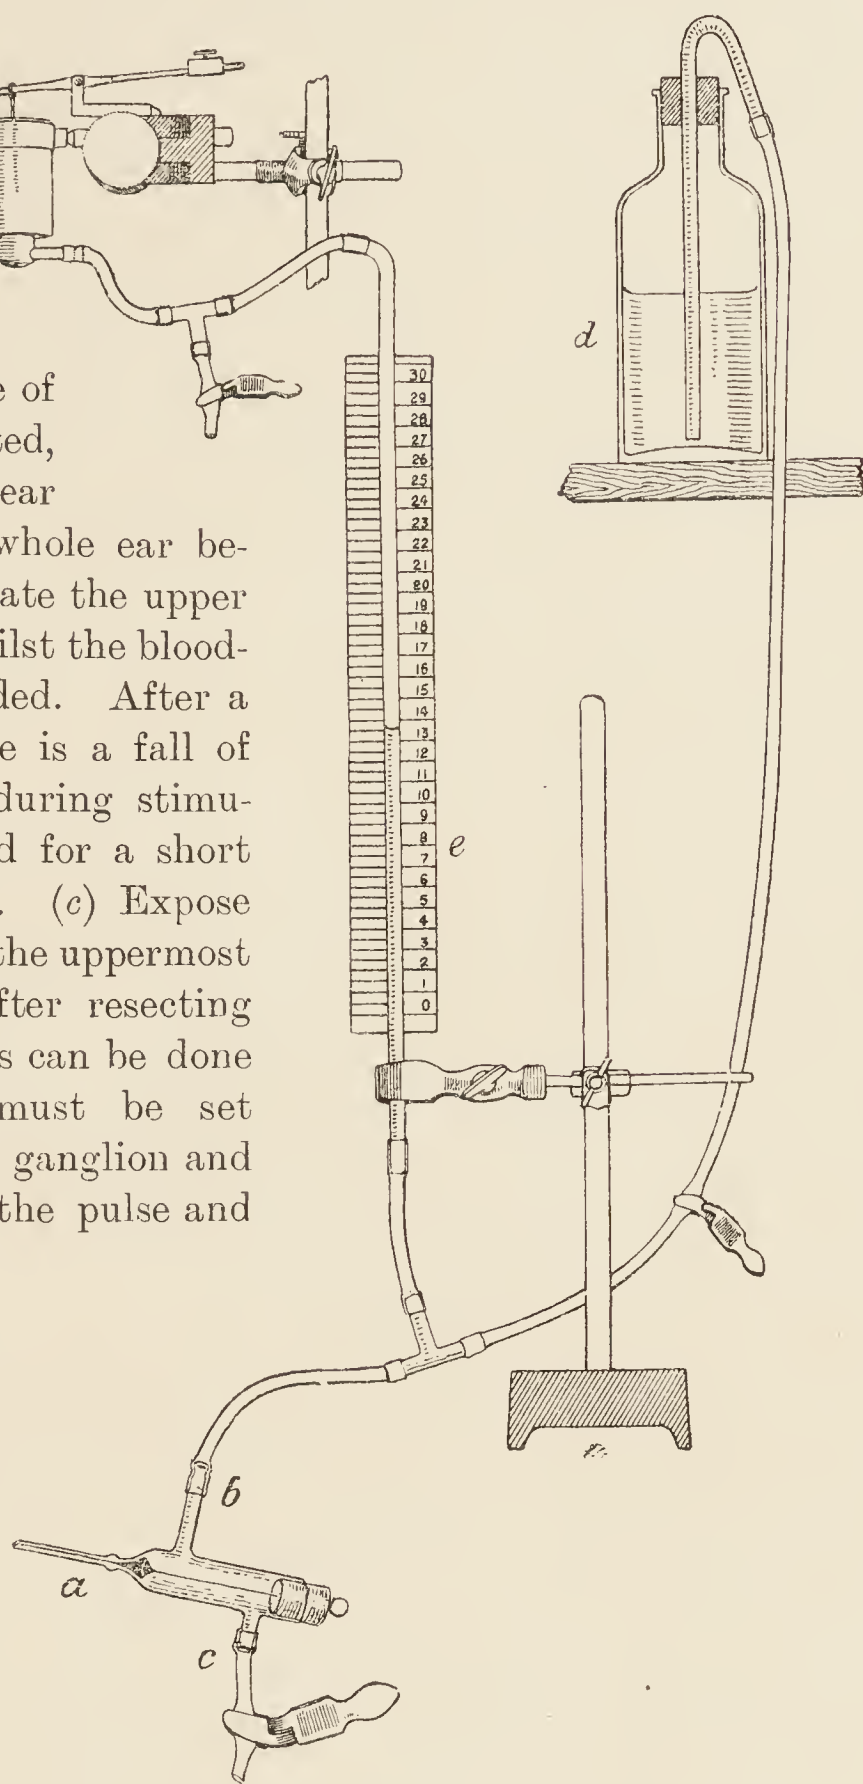 e of
ted,
ear
whole ear be-
ate the upper
ilst the blood-
ded. After a
e is a fall of
during stimu-
d for a short
. (c) Expose
the uppermost
fter resecting
s can be done
must be set
ganglion and
the pulse and
30
29
28
27
26
25
24
23
22
21
20
19
18
17
16
15
14
13
12
11
10
9
8
7
6
5
4
3
2
1
0
d
e
b
a
c